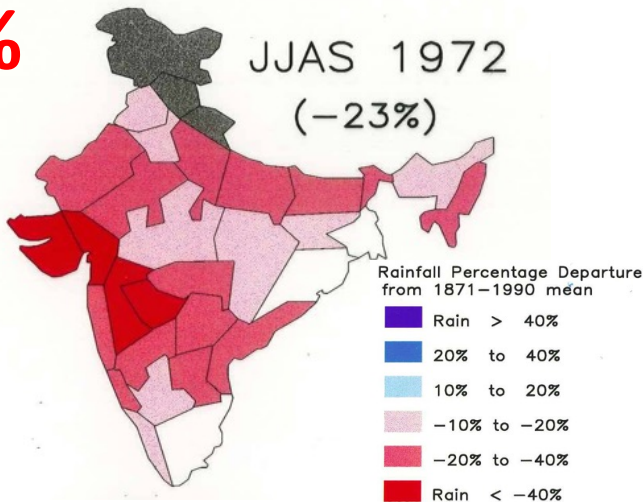 %
JJAS 1972
(-23%)
Rainfall Percentage Departure
from 1871-1990 mean
Rain > 40%
20% to 40%
10% to 20%
-10% to -20%
-20% to -40%
Rain < -40%